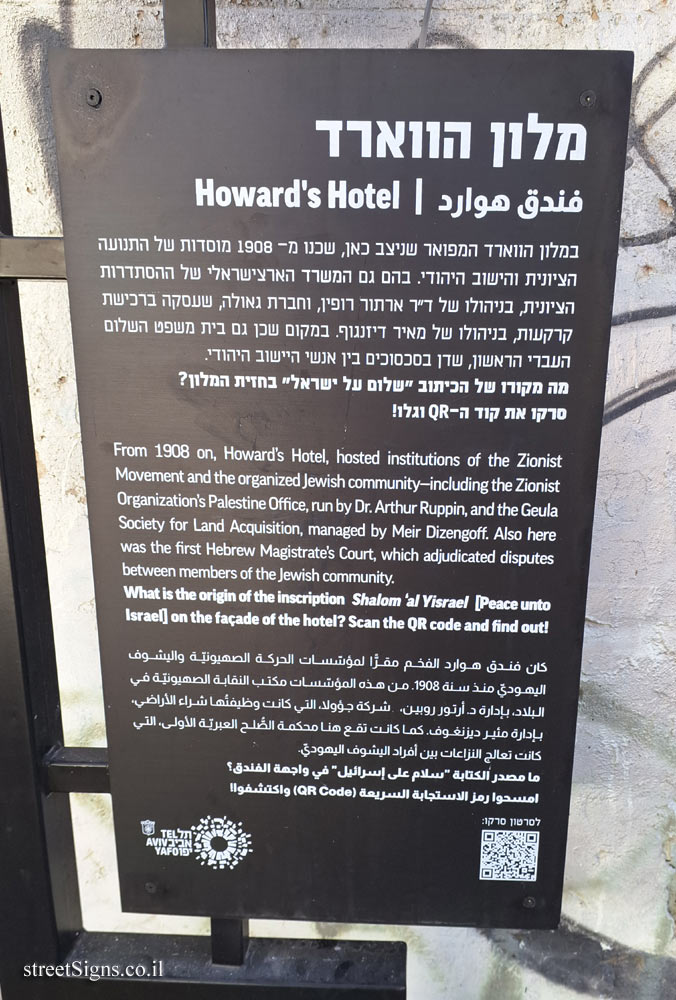 מלון הווארד
Howard's Hotel | فندق هوارد
במלון הווארד המפואר שניצב כאן, שכנו מ– 1908 מוסדות של התנועה
הציונית והישוב היהודי. בהם גם המשרד הארצישראלי של ההסתדרות
הציונית, בניהולו של ד״ר ארתור רופין, וחברת גאולה, שעסקה ברכישת
קרקעות, בניהולו של מאיר דיזנגוף. במקום שכן גם בית משפט השלום
העברי הראשון, שדן בסכסוכים בין אנשי היישוב היהודי.
מה מקורו של הכיתוב ״שלום על ישראל״ בחזית המלון?
סרקו את קוד ה–QR וגלו!
From 1908 on, Howard's Hotel, hosted institutions of the Zionist
Movement and the organized Jewish community—including the Zionist
Organization's Palestine Office, run by Dr. Arthur Ruppin, and the Geula
Society for Land Acquisition, managed by Meir Dizengoff. Also here
was the first Hebrew Magistrate's Court, which adjudicated disputes
between members of the Jewish community.
What is the origin of the inscription Shalom 'al Yisrael [Peace unto
Israel] on the façade of the hotel? Scan the QR code and find out!
كان فندق هوارد الفخم مقرًّا لمؤسّسات الحركة الصهيونيّة واليشوف
اليهوديّ منذ سنة 1908. من هذه المؤسّسات مكتب النقابة الصهيونيّة في
البلاد، بإدارة د. أرتور روبين، شركة جؤولا، التي كانت وظيفتُها شراء الأراضي،
بإدارة مئير ديزنغوف. كما كانت تقع هنا محكمة الصُّلح العبريّة الأولى، التي
كانت تعالج النزاعات بين أفراد اليشوف اليهوديّ.
ما مصدر الكتابة "سلام على إسرائيل" في واجهة الفندق؟
امسحوا رمز الاستجابة السريعة (QR Code) واكتشفوا!
לסרטון סרקו:
TEL תל
AVIV אביב
YAFO יפו
streetSigns.co.il